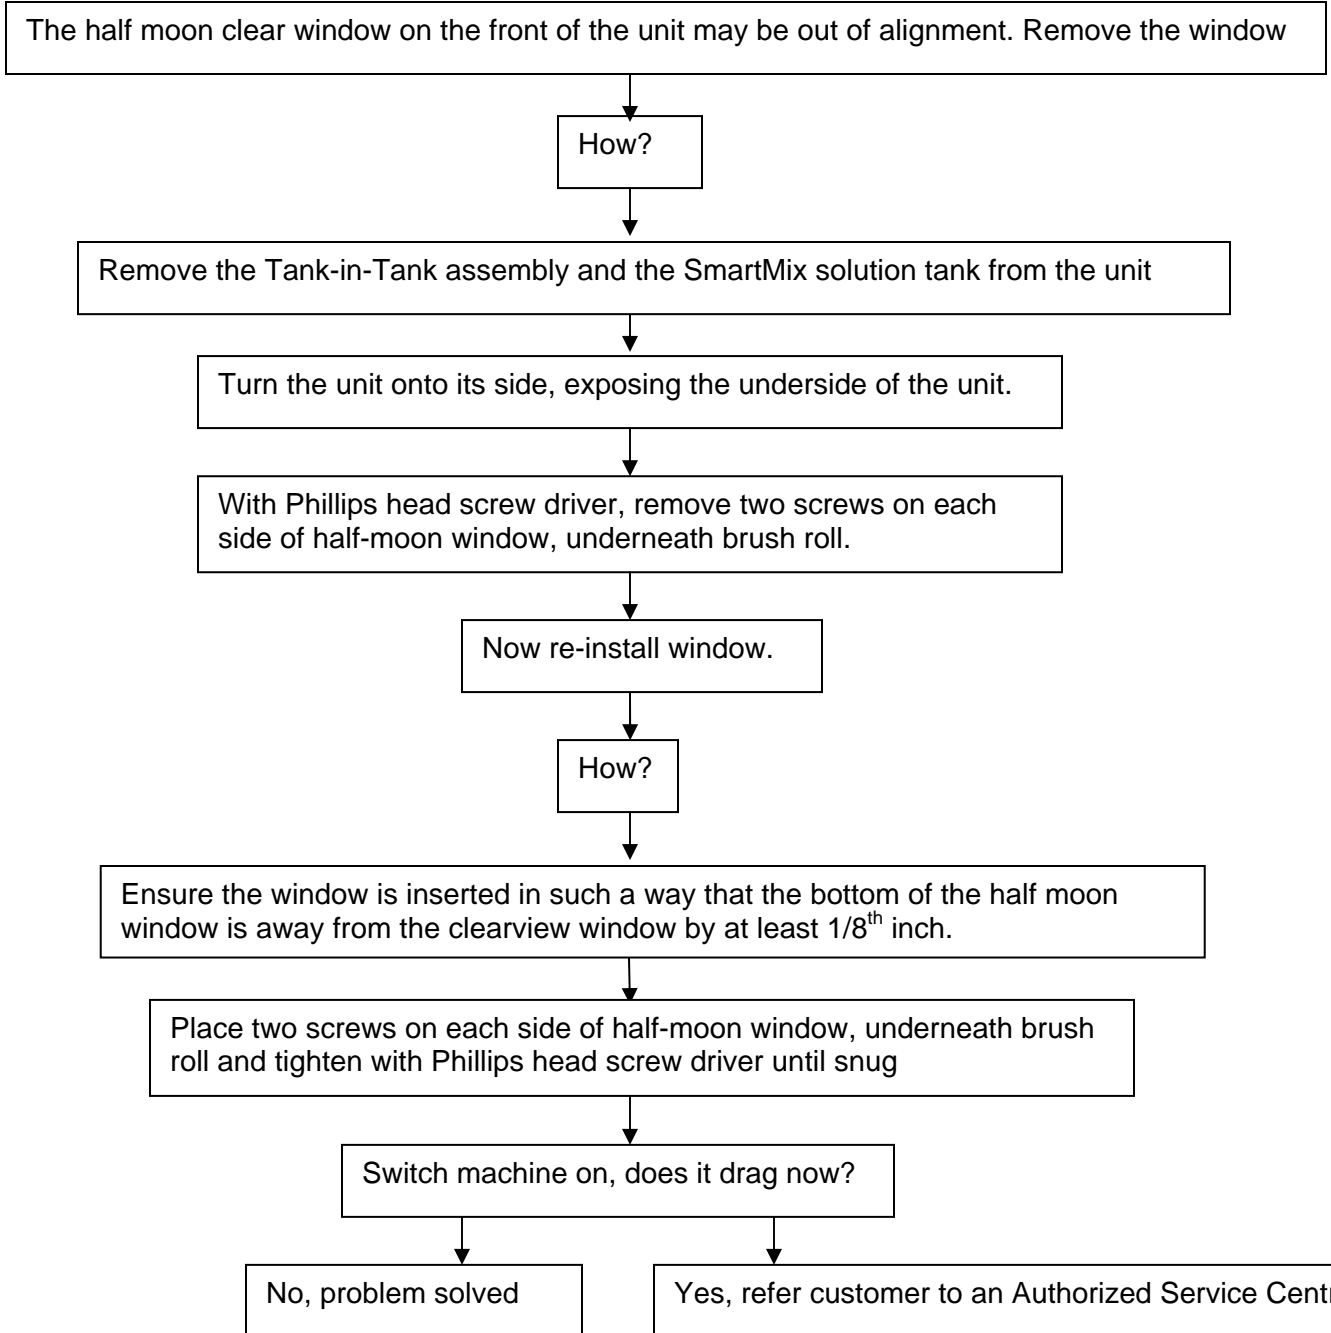 The half moon clear window on the front of the unit may be out of alignment. Remove the window
How?
Remove the Tank-in-Tank assembly and the SmartMix solution tank from the unit
Turn the unit onto its side, exposing the underside of the unit.
With Phillips head screw driver, remove two screws on each
side of half-moon window, underneath brush roll.
Now re-install window.
How?
Ensure the window is inserted in such a way that the bottom of the half moon
window is away from the clearview window by at least 1/8th inch.
Place two screws on each side of half-moon window, underneath brush
roll and tighten with Phillips head screw driver until snug
Switch machine on, does it drag now?
No, problem solved
Yes, refer customer to an Authorized Service